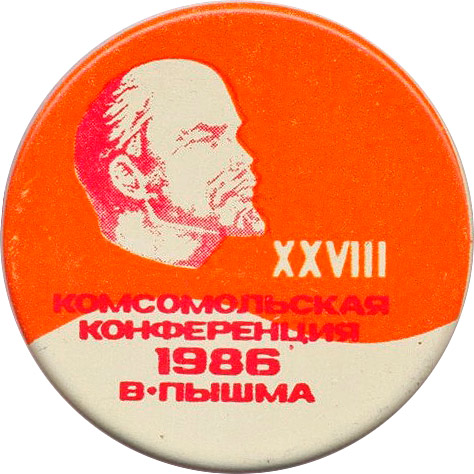 XXVIII
КОМСОМОЛЬСКАЯ
КОНФЕРЕНЦИЯ
1986
В·ПЫШМА